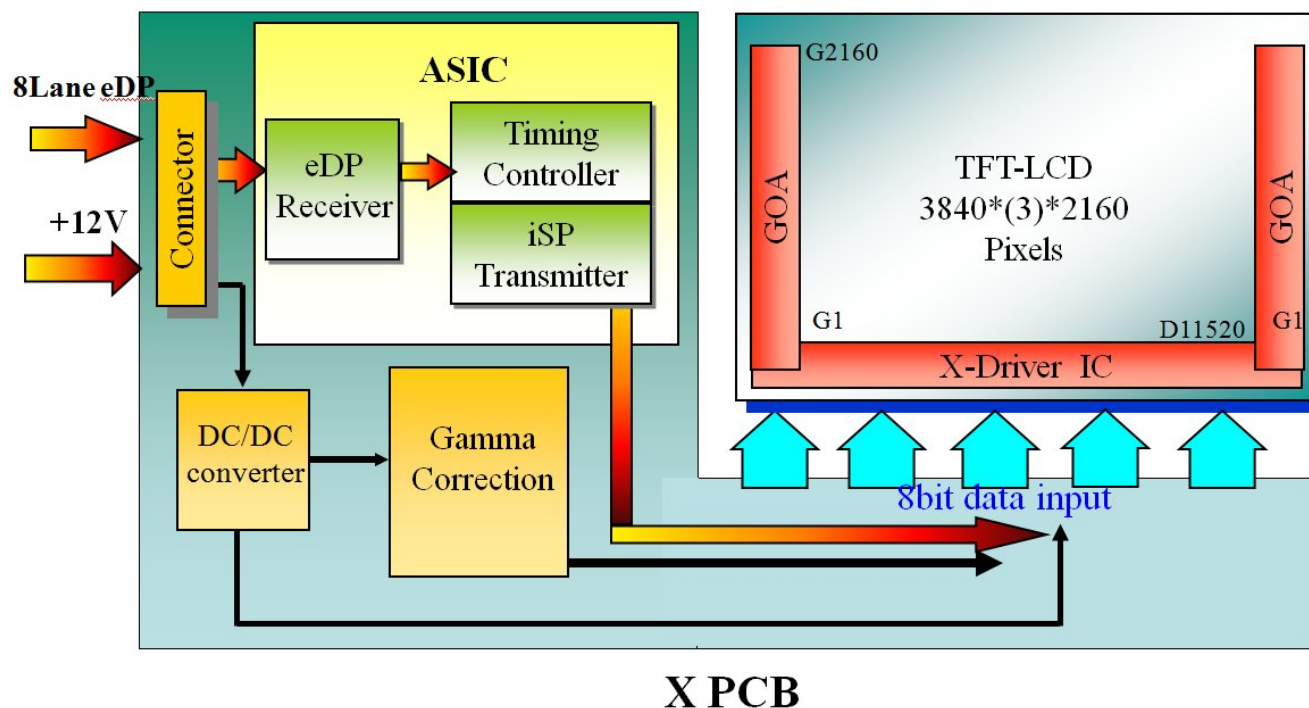 8Lane eDP
+12V
Connector
ASIC
eDP
Receiver
Timing
Controller
iSP
Transmitter
DC/DC
converter
Gamma
Correction
G2160
GOA
TFT-LCD
3840*(3)*2160
Pixels
GOA
G1
D11520
G1
X-Driver IC
8bit data input
X PCB